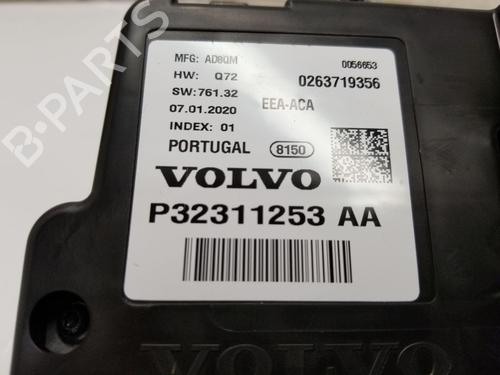 MFG: AD8QM 0056653
HW: Q72 0263719356
SW:761.32
07.01.2020 EEA-ACA
INDEX: 01
PORTUGAL 8150
VOLVO
P32311253 AA
VOLVO